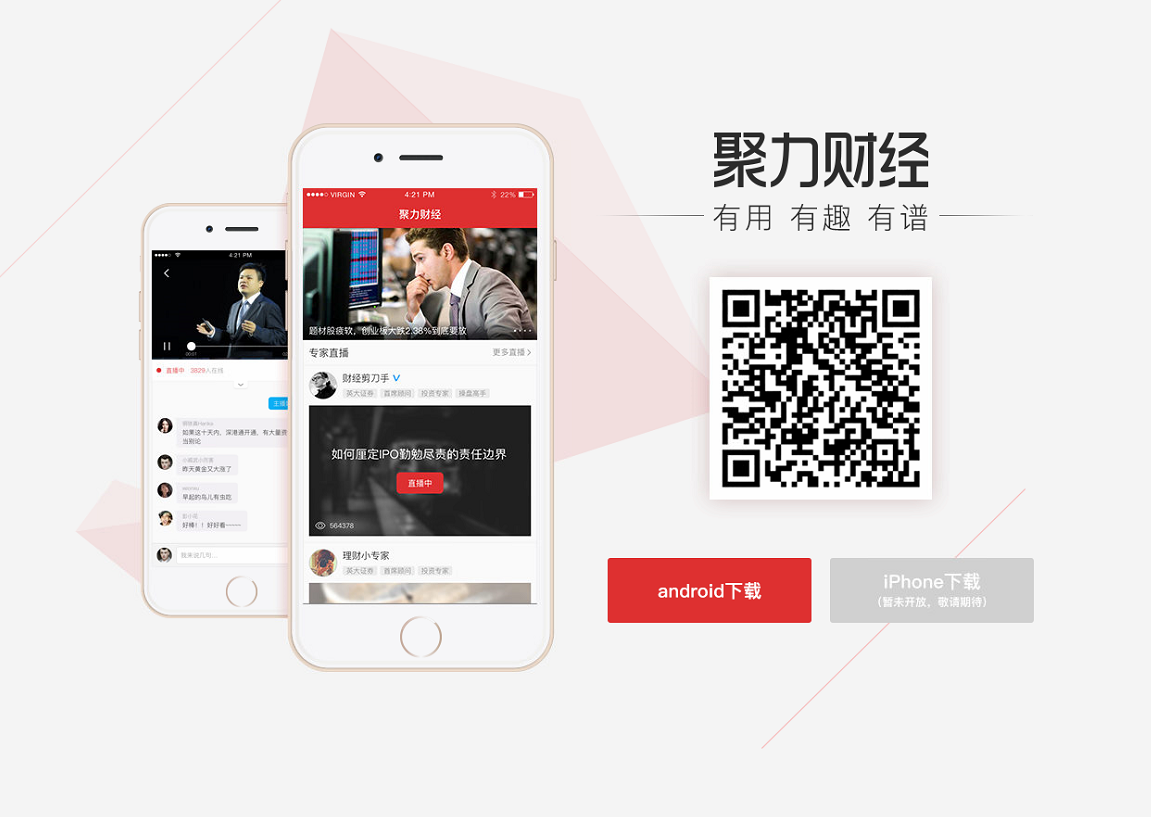 聚力财经
有用 有趣 有谱
android下载
iPhone下载
(暂未开放，敬请期待)
VIRGIN
4:21 PM
22%
聚力财经
题材股疲软，创业板大跌2.38%到底要放
专家直播
更多直播
财经剪刀手
英大证券 首席顾问 投资专家 操盘高手
如何厘定IPO勤勉尽责的责任边界
直播中
564378
理财小专家
英大证券 首席顾问 投资专家
4:21 PM
00:01
直播中 3829人在线
如果这十天内，深港通开通，有大量资
当别论
昨天黄金又大涨了
早起的鸟儿有虫吃
好棒！！好好看~~~~
我来说几句...